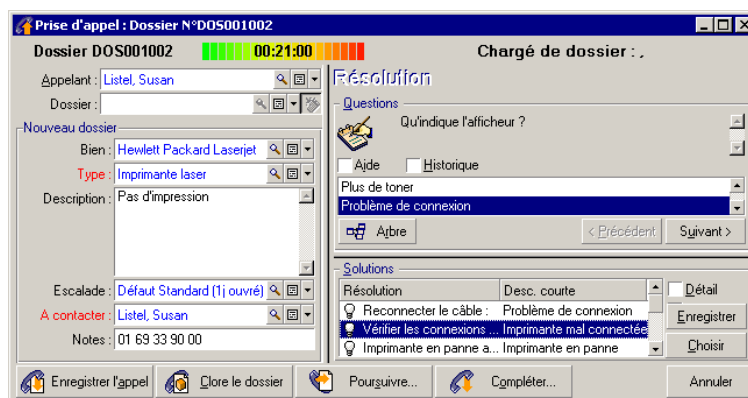 Prise d'appel : Dossier N°DOS001002
Dossier DOS001002
00:21:00
Chargé de dossier : ,
Appelant : Listel, Susan
Dossier :
Nouveau dossier
Bien : Hewlett Packard Laserjet
Type : Imprimante laser
Description : Pas d'impression
Escalade : Défaut Standard (1j ouvré)
A contacter : Listel, Susan
Notes : 01 69 33 90 00
Résolution
Questions
Qu'indique l'afficheur ?
Aide
Historique
Plus de toner
Problème de connexion
Arbre
< Précédent
Suivant >
Solutions
Résolution
Desc. courte
Reconnecter le câble :
Problème de connexion
Vérifier les connexions ...
Imprimante mal connectée
Imprimante en panne a...
Imprimante en panne
Détail
Enregistrer
Choisir
Enregistrer l'appel
Clore le dossier
Poursuivre...
Compléter...
Annuler